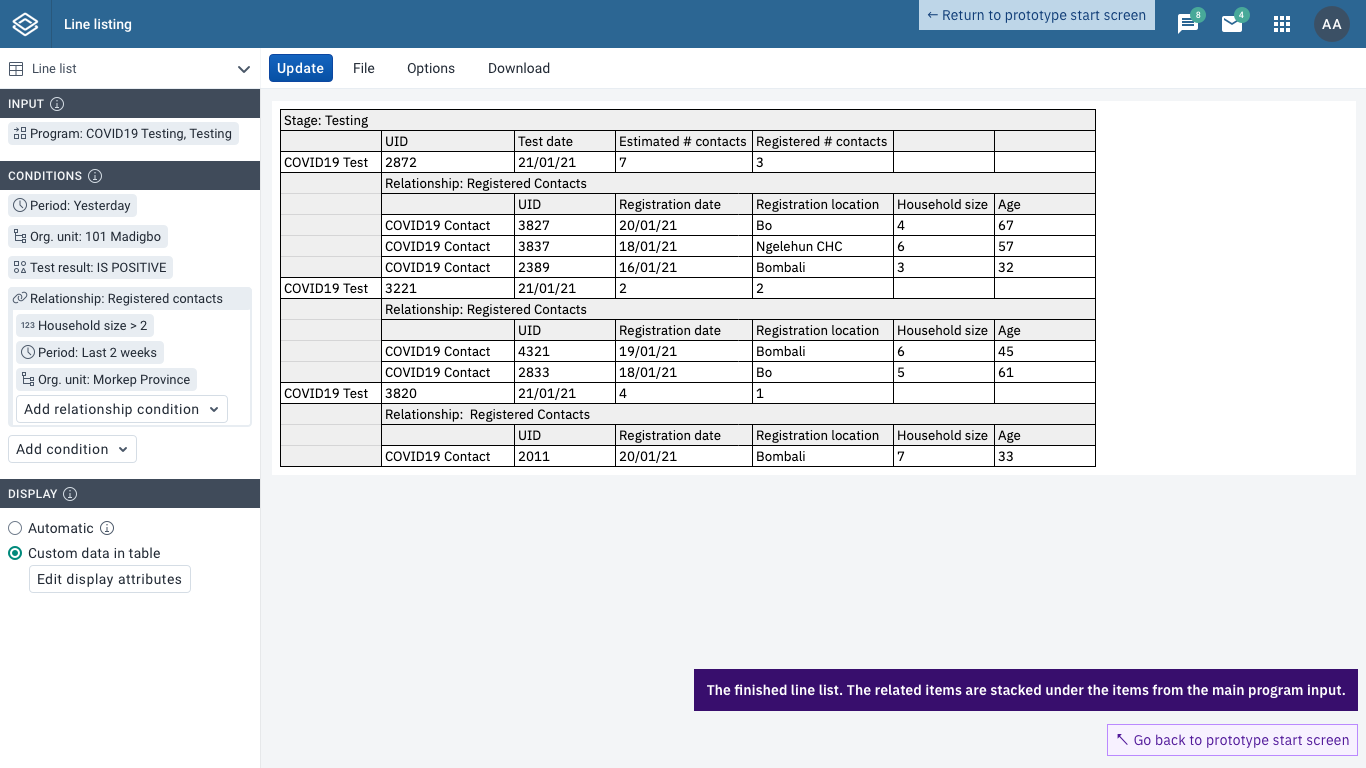 Line listing
← Return to prototype start screen
8
4
AA
Line list
Update
File
Options
Download
INPUT
Program: COVID19 Testing, Testing
CONDITIONS
Period: Yesterday
Org. unit: 101 Madigbo
Test result: IS POSITIVE
Relationship: Registered contacts
123 Household size > 2
Period: Last 2 weeks
Org. unit: Morkep Province
Add relationship condition
Add condition
DISPLAY
Automatic
Custom data in table
Edit display attributes
Stage: Testing
UID Test date Estimated # contacts Registered # contacts
COVID19 Test 2872 21/01/21 7 3
Relationship: Registered Contacts
UID Registration date Registration location Household size Age
COVID19 Contact 3827 20/01/21 Bo 4 67
COVID19 Contact 3837 18/01/21 Ngelehun CHC 6 57
COVID19 Contact 2389 16/01/21 Bombali 3 32
COVID19 Test 3221 21/01/21 2 2
Relationship: Registered Contacts
UID Registration date Registration location Household size Age
COVID19 Contact 4321 19/01/21 Bombali 6 45
COVID19 Contact 2833 18/01/21 Bo 5 61
COVID19 Test 3820 21/01/21 4 1
Relationship: Registered Contacts
UID Registration date Registration location Household size Age
COVID19 Contact 2011 20/01/21 Bombali 7 33
The finished line list. The related items are stacked under the items from the main program input.
↖ Go back to prototype start screen